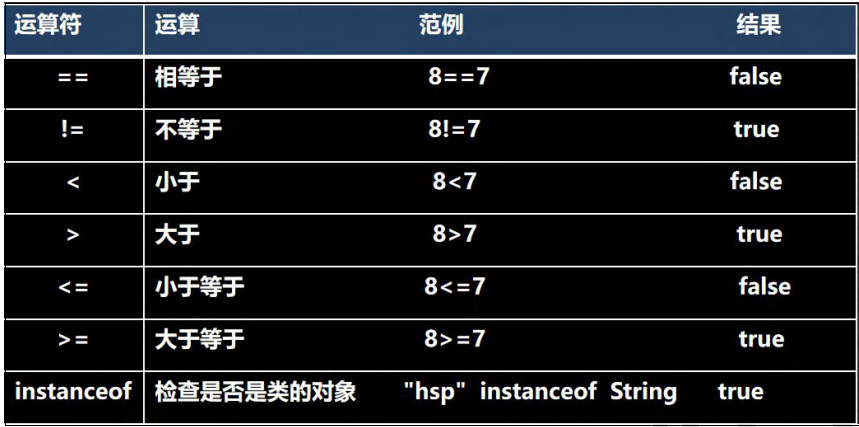 运算符 运算 范例 结果
== 相等于 8==7 false
!= 不等于 8!=7 true
< 小于 8<7 false
> 大于 8>7 true
<= 小于等于 8<=7 false
>= 大于等于 8>=7 true
instanceof 检查是否是类的对象 "hsp" instanceof String true